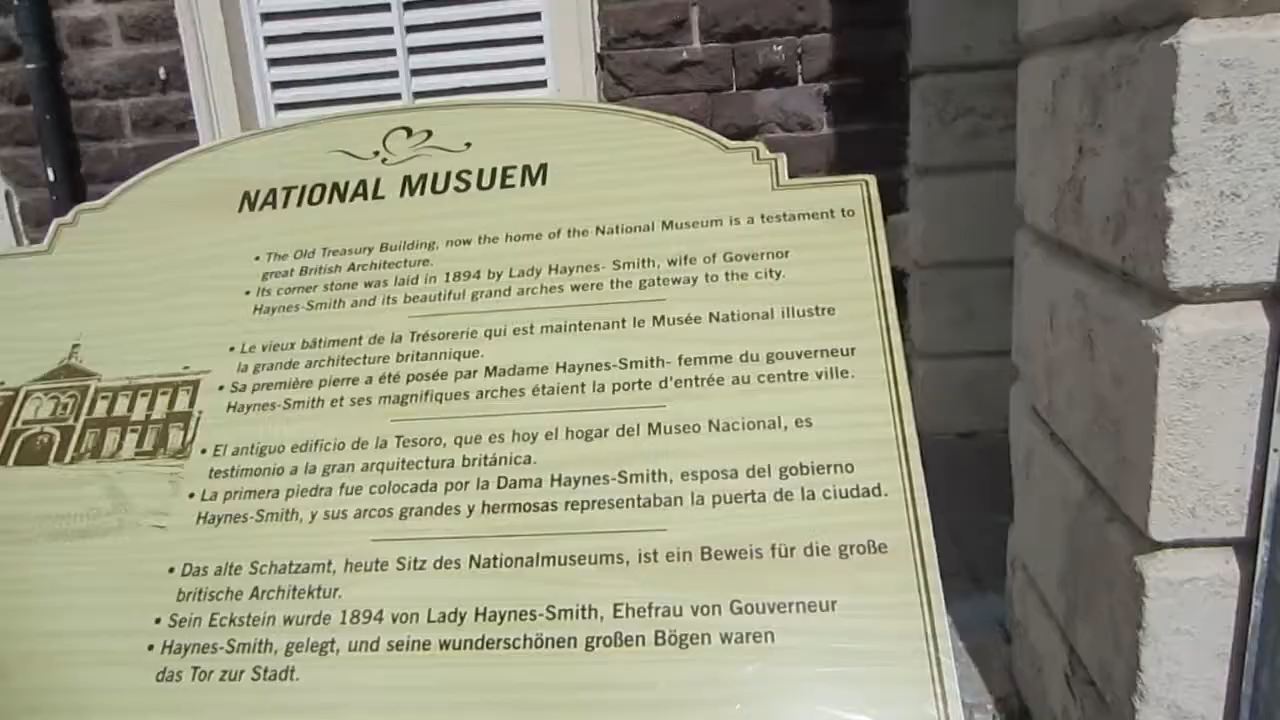 NATIONAL MUSUEM
• The Old Treasury Building, now the home of the National Museum is a testament to
great British Architecture.
• Its corner stone was laid in 1894 by Lady Haynes- Smith, wife of Governor
Haynes-Smith and its beautiful grand arches were the gateway to the city.
• Le vieux bâtiment de la Trésorerie qui est maintenant le Musée National illustre
la grande architecture britannique.
• Sa première pierre a été posée par Madame Haynes-Smith- femme du gouverneur
Haynes-Smith et ses magnifiques arches étaient la porte d'entrée au centre ville.
• El antiguo edificio de la Tesoro, que es hoy el hogar del Museo Nacional, es
testimonio a la gran arquitectura británica.
• La primera piedra fue colocada por la Dama Haynes-Smith, esposa del gobierno
Haynes-Smith, y sus arcos grandes y hermosas representaban la puerta de la ciudad.
• Das alte Schatzamt, heute Sitz des Nationalmuseums, ist ein Beweis für die große
britische Architektur.
• Sein Eckstein wurde 1894 von Lady Haynes-Smith, Ehefrau von Gouverneur
• Haynes-Smith, gelegt, und seine wunderschönen großen Bögen waren
das Tor zur Stadt.